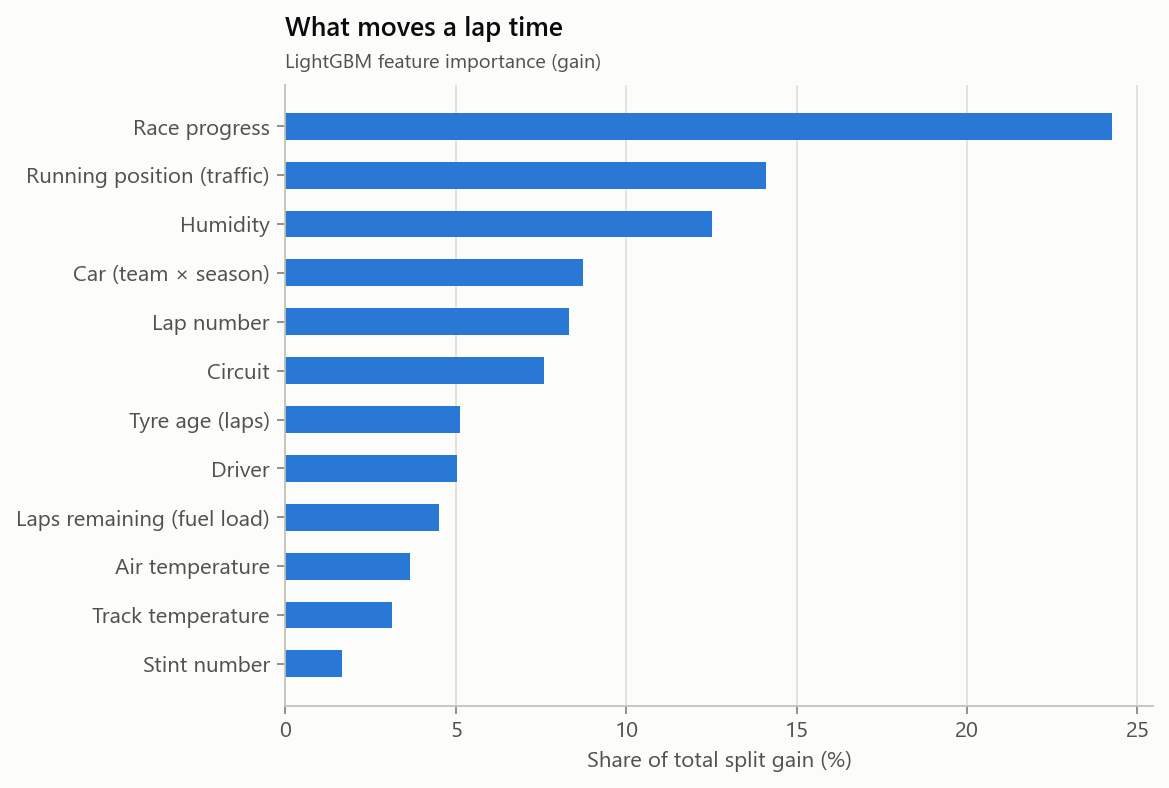 What moves a lap time
LightGBM feature importance (gain)
Race progress
Running position (traffic)
Humidity
Car (team × season)
Lap number
Circuit
Tyre age (laps)
Driver
Laps remaining (fuel load)
Air temperature
Track temperature
Stint number
0 5 10 15 20 25
Share of total split gain (%)